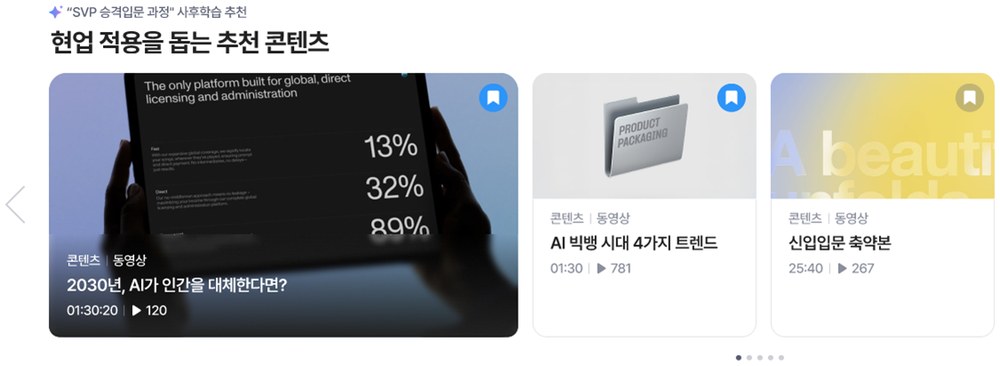 "SVP 승격입문 과정" 사후학습 추천
현업 적용을 돕는 추천 콘텐츠
The only platform built for global, direct
licensing and administration
Fast
13%
Direct
32%
89%
콘텐츠 | 동영상
2030년, AI가 인간을 대체한다면?
01:30:20 | ▶ 120
PRODUCT
PACKAGING
콘텐츠 | 동영상
AI 빅뱅 시대 4가지 트렌드
01:30 | ▶ 781
A beauti
unfolds
콘텐츠 | 동영상
신입입문 축약본
25:40 | ▶ 267